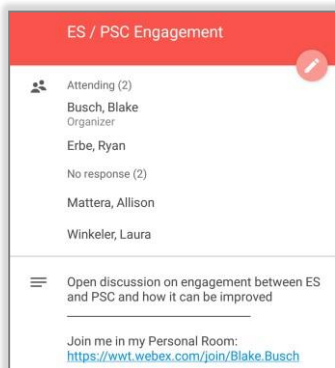 ES / PSC Engagement
Attending (2)
Busch, Blake
Organizer
Erbe, Ryan
No response (2)
Mattera, Allison
Winkeler, Laura
Open discussion on engagement between ES
and PSC and how it can be improved
Join me in my Personal Room:
https://wwt.webex.com/join/Blake.Busch